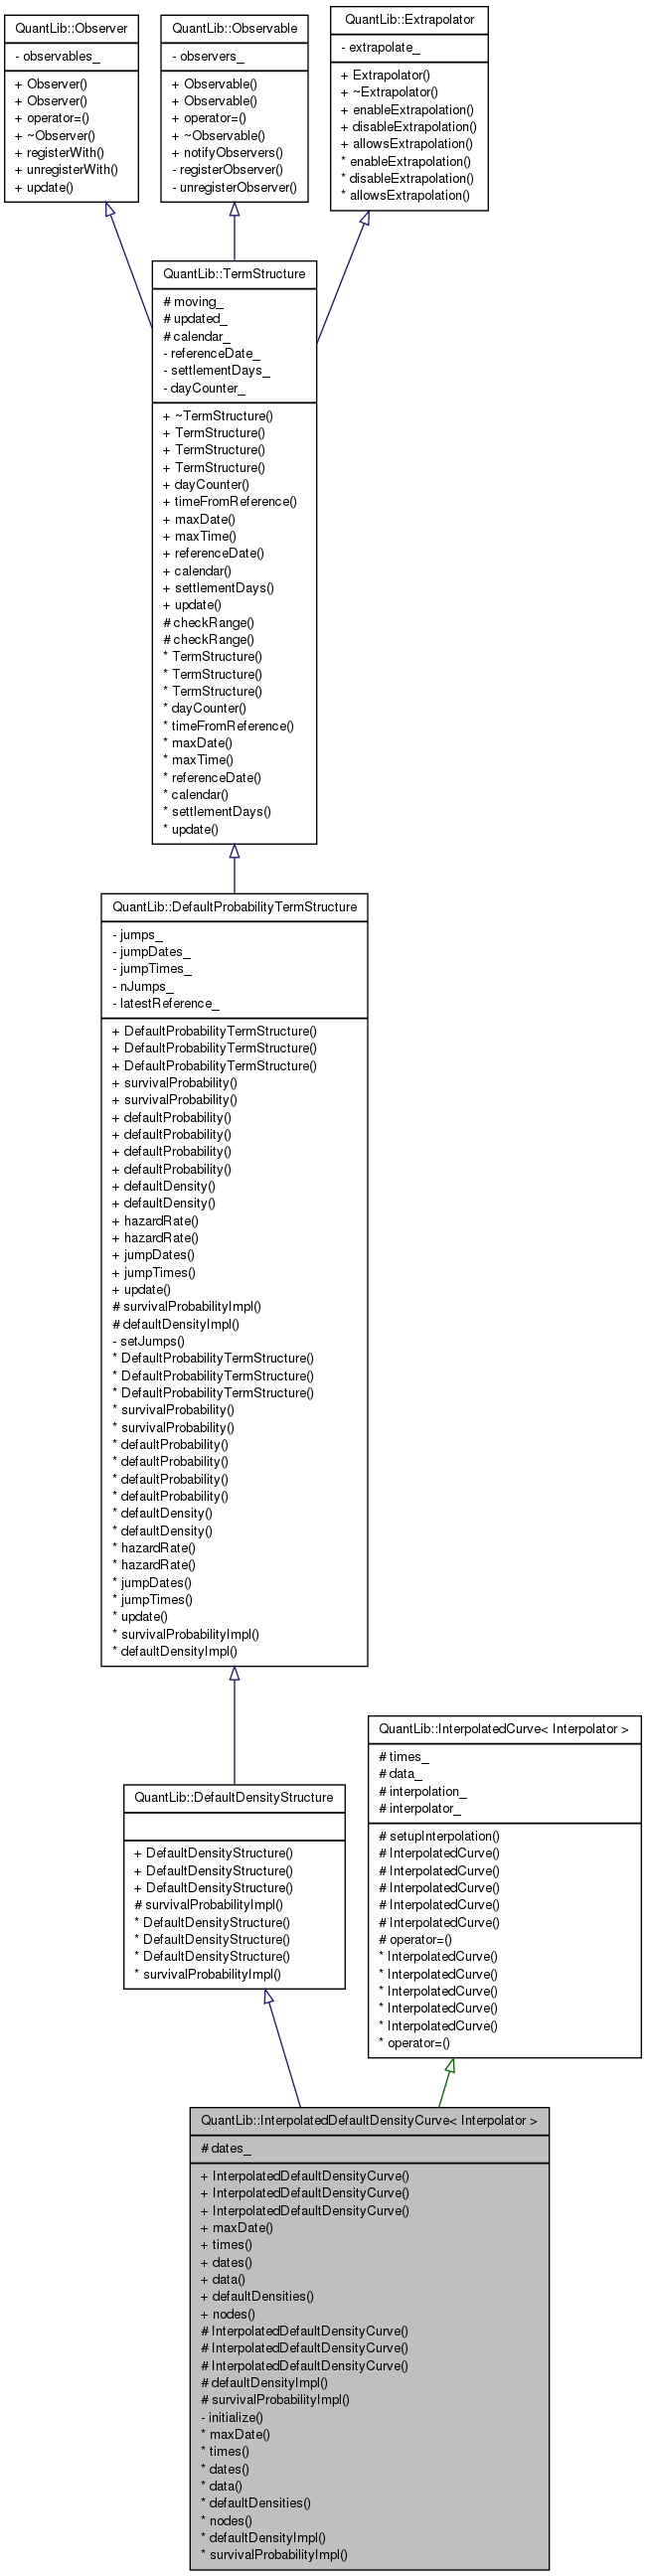 QuantLib::Observer
- observables_
+ Observer()
+ Observer()
+ operator=()
+ ~Observer()
+ registerWith()
+ unregisterWith()
+ update()
QuantLib::Observable
- observers_
+ Observable()
+ Observable()
+ operator=()
+ ~Observable()
+ notifyObservers()
- registerObserver()
- unregisterObserver()
QuantLib::Extrapolator
- extrapolate_
+ Extrapolator()
+ ~Extrapolator()
+ enableExtrapolation()
+ disableExtrapolation()
+ allowsExtrapolation()
* enableExtrapolation()
* disableExtrapolation()
* allowsExtrapolation()
QuantLib::TermStructure
# moving_
# updated_
# calendar_
- referenceDate_
- settlementDays_
- dayCounter_
+ ~TermStructure()
+ TermStructure()
+ TermStructure()
+ TermStructure()
+ dayCounter()
+ timeFromReference()
+ maxDate()
+ maxTime()
+ referenceDate()
+ calendar()
+ settlementDays()
+ update()
# checkRange()
# checkRange()
* TermStructure()
* TermStructure()
* TermStructure()
* dayCounter()
* timeFromReference()
* maxDate()
* maxTime()
* referenceDate()
* calendar()
* settlementDays()
* update()
QuantLib::DefaultProbabilityTermStructure
- jumps_
- jumpDates_
- jumpTimes_
- nJumps_
- latestReference_
+ DefaultProbabilityTermStructure()
+ DefaultProbabilityTermStructure()
+ DefaultProbabilityTermStructure()
+ survivalProbability()
+ survivalProbability()
+ defaultProbability()
+ defaultProbability()
+ defaultProbability()
+ defaultProbability()
+ defaultDensity()
+ defaultDensity()
+ hazardRate()
+ hazardRate()
+ jumpDates()
+ jumpTimes()
+ update()
# survivalProbabilityImpl()
# defaultDensityImpl()
- setJumps()
* DefaultProbabilityTermStructure()
* DefaultProbabilityTermStructure()
* DefaultProbabilityTermStructure()
* survivalProbability()
* survivalProbability()
* defaultProbability()
* defaultProbability()
* defaultProbability()
* defaultProbability()
* defaultDensity()
* defaultDensity()
* hazardRate()
* hazardRate()
* jumpDates()
* jumpTimes()
* update()
* survivalProbabilityImpl()
* defaultDensityImpl()
QuantLib::DefaultDensityStructure
+ DefaultDensityStructure()
+ DefaultDensityStructure()
+ DefaultDensityStructure()
# survivalProbabilityImpl()
* DefaultDensityStructure()
* DefaultDensityStructure()
* DefaultDensityStructure()
* survivalProbabilityImpl()
QuantLib::InterpolatedCurve< Interpolator >
# times_
# data_
# interpolation_
# interpolator_
# setupInterpolation()
# InterpolatedCurve()
# InterpolatedCurve()
# InterpolatedCurve()
# InterpolatedCurve()
# InterpolatedCurve()
# operator=()
* InterpolatedCurve()
* InterpolatedCurve()
* InterpolatedCurve()
* InterpolatedCurve()
* InterpolatedCurve()
* operator=()
QuantLib::InterpolatedDefaultDensityCurve< Interpolator >
# dates_
+ InterpolatedDefaultDensityCurve()
+ InterpolatedDefaultDensityCurve()
+ InterpolatedDefaultDensityCurve()
+ maxDate()
+ times()
+ dates()
+ data()
+ defaultDensities()
+ nodes()
# InterpolatedDefaultDensityCurve()
# InterpolatedDefaultDensityCurve()
# InterpolatedDefaultDensityCurve()
# defaultDensityImpl()
# survivalProbabilityImpl()
- initialize()
* maxDate()
* times()
* dates()
* data()
* defaultDensities()
* nodes()
* defaultDensityImpl()
* survivalProbabilityImpl()